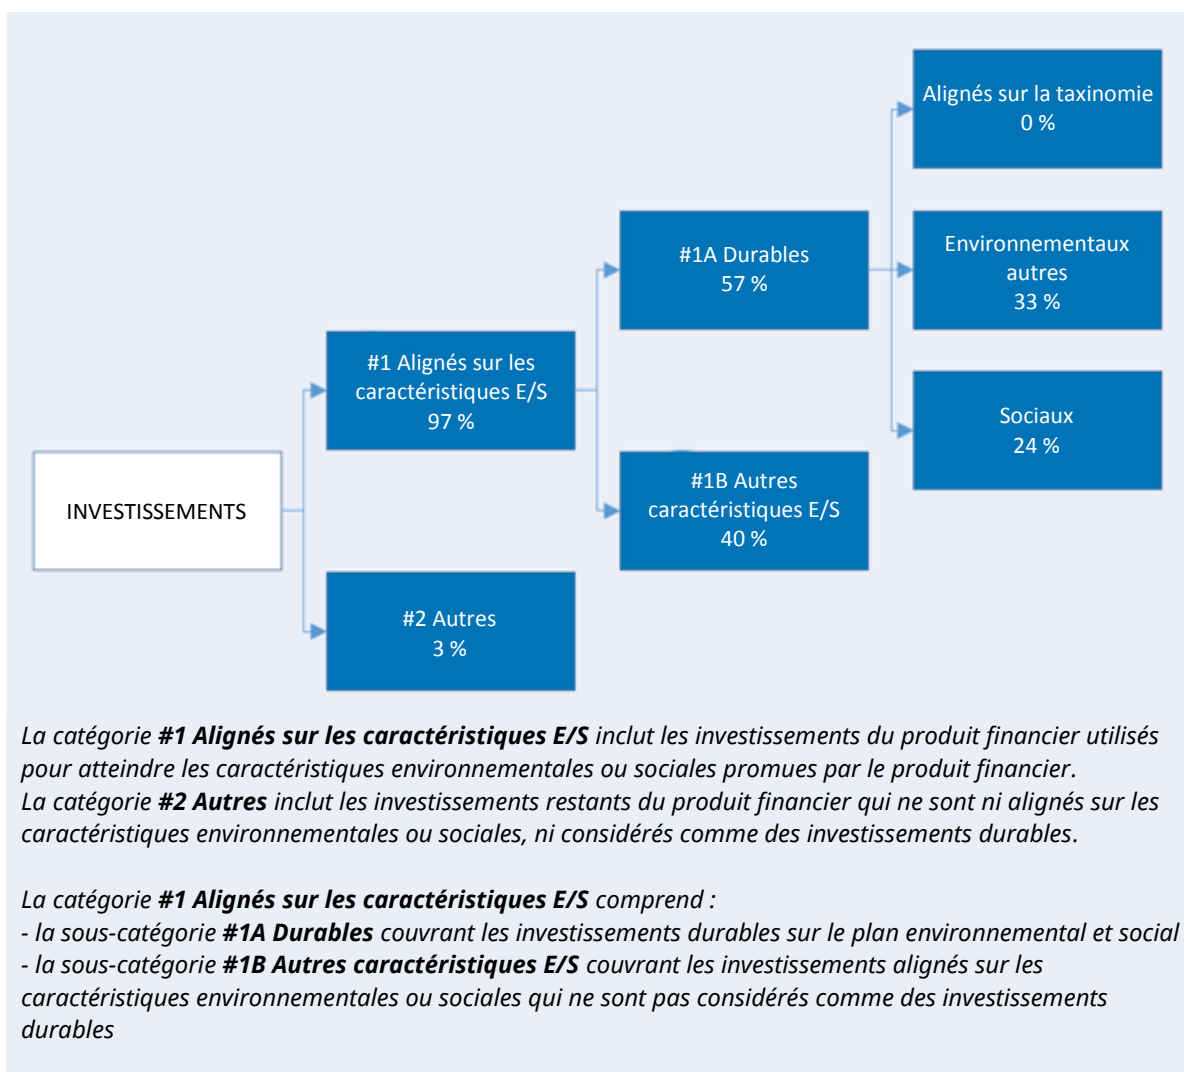 Alignés sur la taxinomie
0 %
#1A Durables
57 %
Environnementaux
autres
33 %
#1 Alignés sur les
caractéristiques E/S
97 %
Sociaux
24 %
INVESTISSEMENTS
#1B Autres
caractéristiques E/S
40 %
#2 Autres
3 %
La catégorie #1 Alignés sur les caractéristiques E/S inclut les investissements du produit financier utilisés
pour atteindre les caractéristiques environnementales ou sociales promues par le produit financier.
La catégorie #2 Autres inclut les investissements restants du produit financier qui ne sont ni alignés sur les
caractéristiques environnementales ou sociales, ni considérés comme des investissements durables.
La catégorie #1 Alignés sur les caractéristiques E/S comprend :
- la sous-catégorie #1A Durables couvrant les investissements durables sur le plan environnemental et social
- la sous-catégorie #1B Autres caractéristiques E/S couvrant les investissements alignés sur les
caractéristiques environnementales ou sociales qui ne sont pas considérés comme des investissements
durables